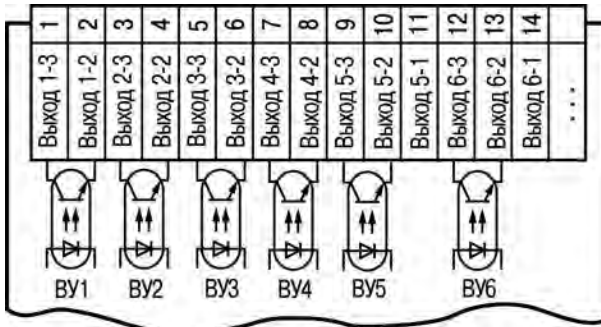 1 2 3 4 5 6 7 8 9 10 11 12 13 14
Выход 1-3 Выход 1-2 Выход 2-3 Выход 2-2 Выход 3-3 Выход 3-2 Выход 4-3 Выход 4-2 Выход 5-3 Выход 5-2 Выход 5-1 Выход 6-3 Выход 6-2 Выход 6-1 ....
ВУ1 ВУ2 ВУ3 ВУ4 ВУ5 ВУ6